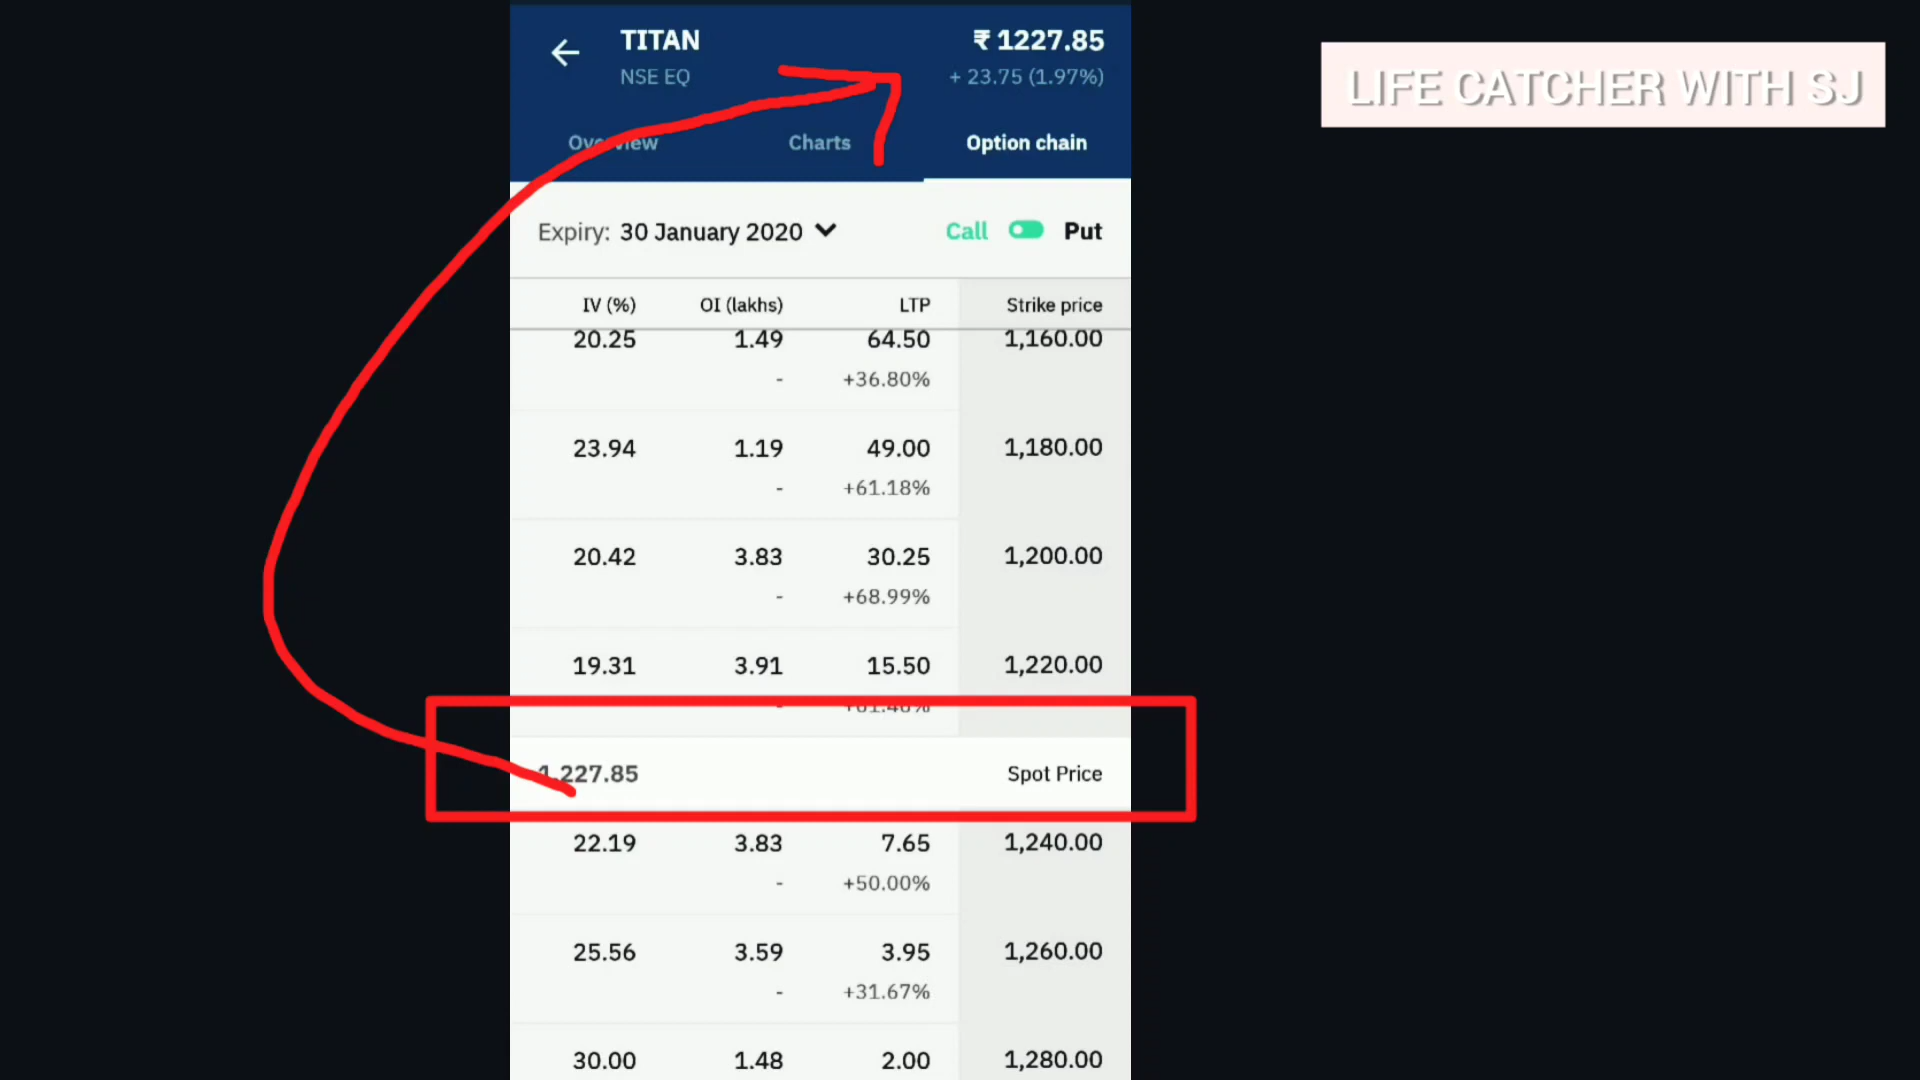 TITAN ₹ 1227.85
NSE EQ + 23.75 (1.97%)
LIFE CATCHER WITH SJ
Overview Charts Option chain
Expiry: 30 January 2020 Call Put
IV (%) OI (lakhs) LTP Strike price
20.25 1.49 64.50 1,160.00
- +36.80%
23.94 1.19 49.00 1,180.00
- +61.18%
20.42 3.83 30.25 1,200.00
- +68.99%
19.31 3.91 15.50 1,220.00
1,227.85 Spot Price
22.19 3.83 7.65 1,240.00
- +50.00%
25.56 3.59 3.95 1,260.00
- +31.67%
30.00 1.48 2.00 1,280.00